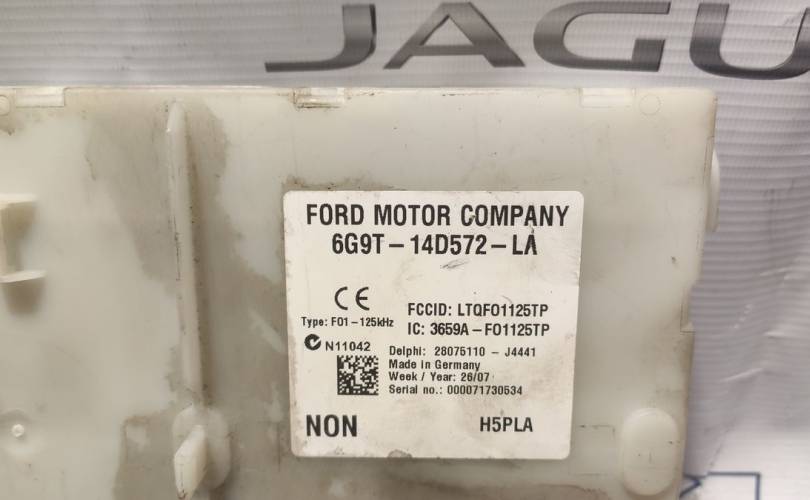 JAGU
FORD MOTOR COMPANY
6G9T-14D572-LA
CE
Type: F01-125kHz
FCCID: LTQFO1125TP
IC: 3659A-FO1125TP
N11042
Delphi: 28075110 - J4441
Made in Germany
Week / Year: 26/07
Serial no.: 000071730534
NON
H5PLA